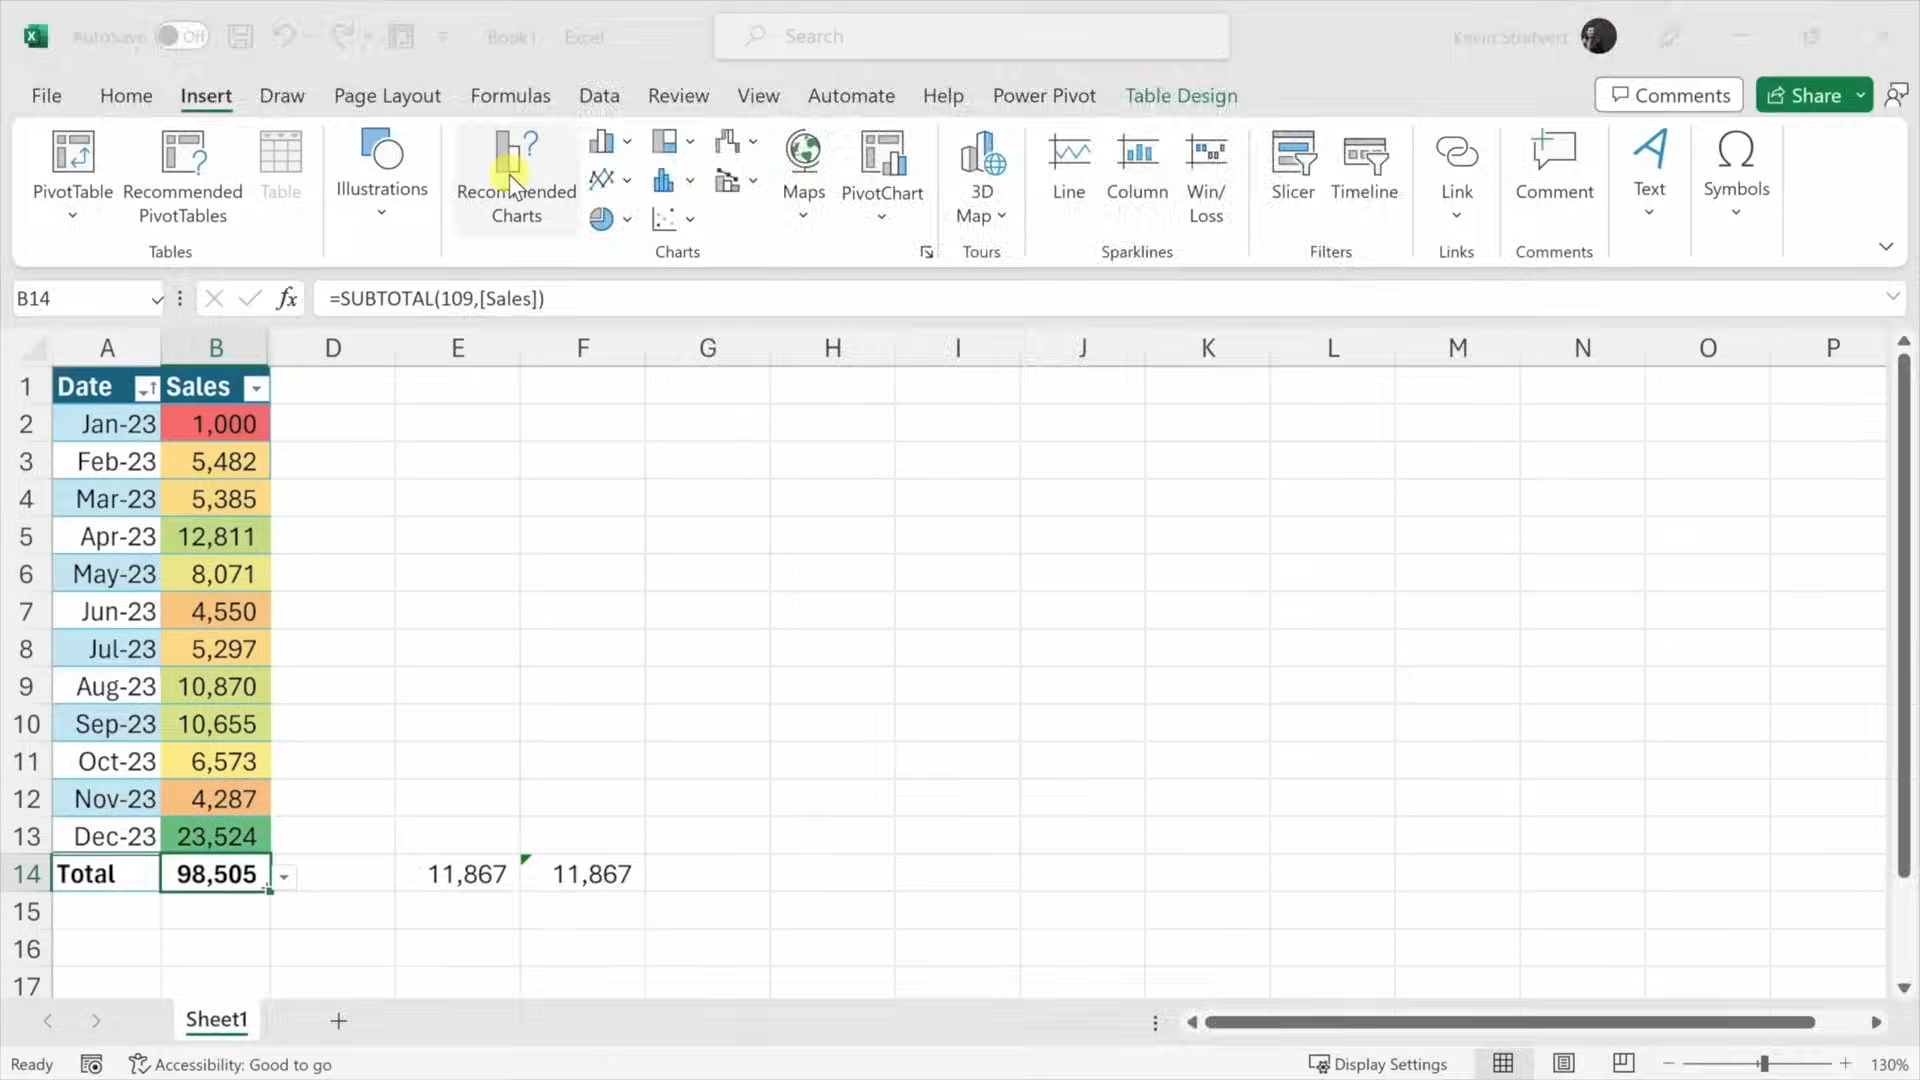 AutoSave Off Book1 Excel Search Kevin Stratvert
File Home Insert Draw Page Layout Formulas Data Review View Automate Help Power Pivot Table Design Comments Share
PivotTable
Recommended
PivotTables
Table
Tables
Illustrations
Recommended
Charts
Maps
PivotChart
Charts
3D
Map
Tours
Line
Column
Win/
Loss
Sparklines
Slicer
Timeline
Filters
Link
Links
Comment
Comments
Text
Symbols
B14 fx =SUBTOTAL(109,[Sales])
A B D E F G H I J K L M N O P
1 Date Sales
2 Jan-23 1,000
3 Feb-23 5,482
4 Mar-23 5,385
5 Apr-23 12,811
6 May-23 8,071
7 Jun-23 4,550
8 Jul-23 5,297
9 Aug-23 10,870
10 Sep-23 10,655
11 Oct-23 6,573
12 Nov-23 4,287
13 Dec-23 23,524
14 Total 98,505 11,867 11,867
15
16
17
Sheet1
Ready Accessibility: Good to go Display Settings 130%